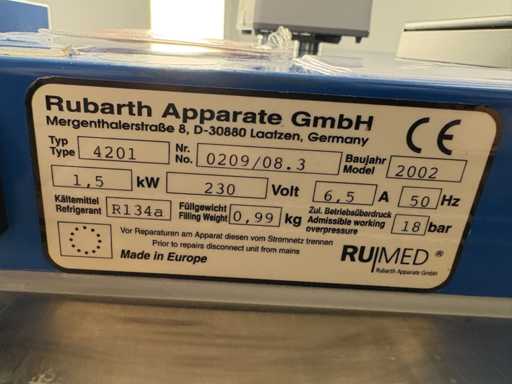 Rubarth Apparate GmbH
Mergenthalerstraße 8, D-30880 Laatzen, Germany
CE
Typ
Type 4201 Nr.
No. 0209/08.3 Baujahr
Model 2002
1,5 kW 230 Volt 6,5 A 50 Hz
Kältemittel
Refrigerant R134a Füllgewicht
Filling Weight 0,99 kg Zul. Betriebsüberdruck
Admissible working
overpressure 18 bar
Vor Reparaturen am Apparat diesen vom Stromnetz trennen
Prior to repairs disconnect unit from mains
Made in Europe
RUMED ®
Rubarth Apparate GmbH